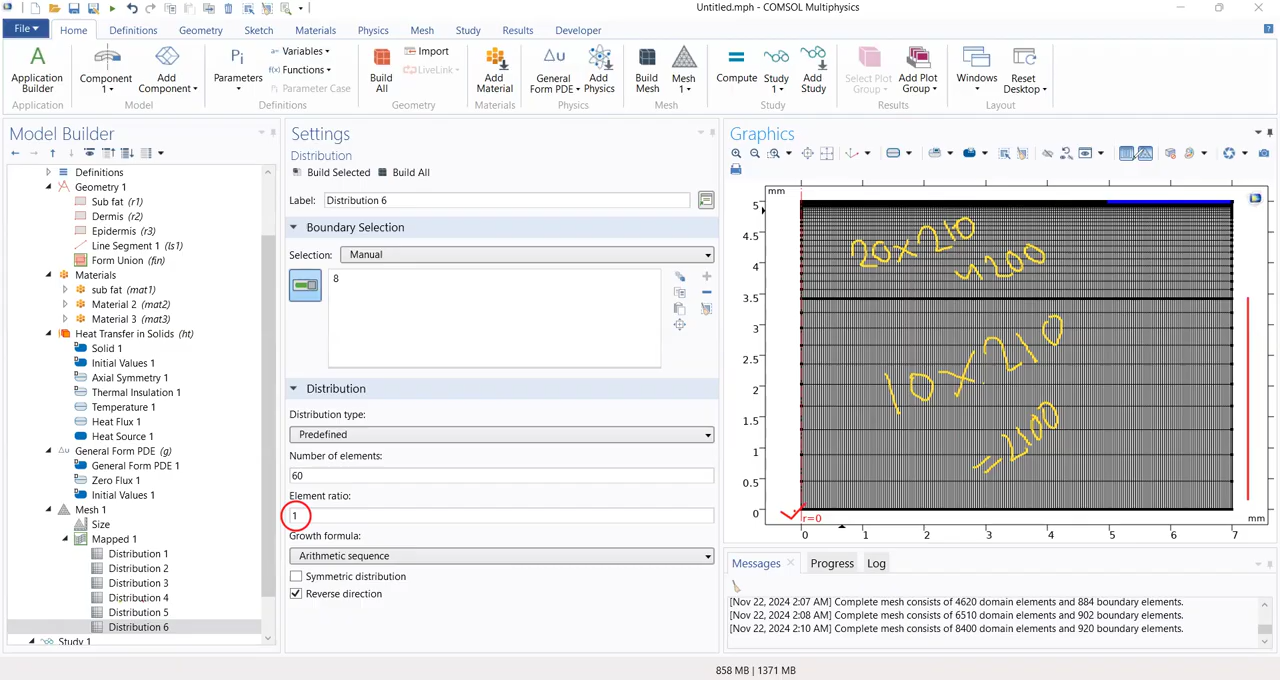 Untitled.mph - COMSOL Multiphysics
File
Home
Definitions
Geometry
Sketch
Materials
Physics
Mesh
Study
Results
Developer
Application
Builder
Application
Component
1
Add
Component
Model
Parameters
Variables
Functions
Parameter Case
Definitions
Build
All
Import
LiveLink
Geometry
Add
Material
Materials
General
Form PDE
Add
Physics
Physics
Build
Mesh
Mesh
1
Mesh
Compute
Study
1
Add
Study
Study
Select Plot
Group
Add Plot
Group
Results
Windows
Reset
Desktop
Layout
Model Builder
Definitions
Geometry 1
Sub fat (r1)
Dermis (r2)
Epidermis (r3)
Line Segment 1 (ls1)
Form Union (fin)
Materials
sub fat (mat1)
Material 2 (mat2)
Material 3 (mat3)
Heat Transfer in Solids (ht)
Solid 1
Initial Values 1
Axial Symmetry 1
Thermal Insulation 1
Temperature 1
Heat Flux 1
Heat Source 1
General Form PDE (g)
General Form PDE 1
Zero Flux 1
Initial Values 1
Mesh 1
Size
Mapped 1
Distribution 1
Distribution 2
Distribution 3
Distribution 4
Distribution 5
Distribution 6
Study 1
Settings
Distribution
Build Selected
Build All
Label: Distribution 6
Boundary Selection
Selection: Manual
8
Distribution
Distribution type:
Predefined
Number of elements:
60
Element ratio:
1
Growth formula:
Arithmetic sequence
Symmetric distribution
Reverse direction
Graphics
mm
5
4.5
4
3.5
3
2.5
2
1.5
1
0.5
0
20x210
4200
10x210
=2100
r=0
mm
0 1 2 3 4 5 6 7
Messages
Progress
Log
[Nov 22, 2024 2:07 AM] Complete mesh consists of 4620 domain elements and 884 boundary elements.
[Nov 22, 2024 2:08 AM] Complete mesh consists of 6510 domain elements and 902 boundary elements.
[Nov 22, 2024 2:10 AM] Complete mesh consists of 8400 domain elements and 920 boundary elements.
858 MB | 1371 MB